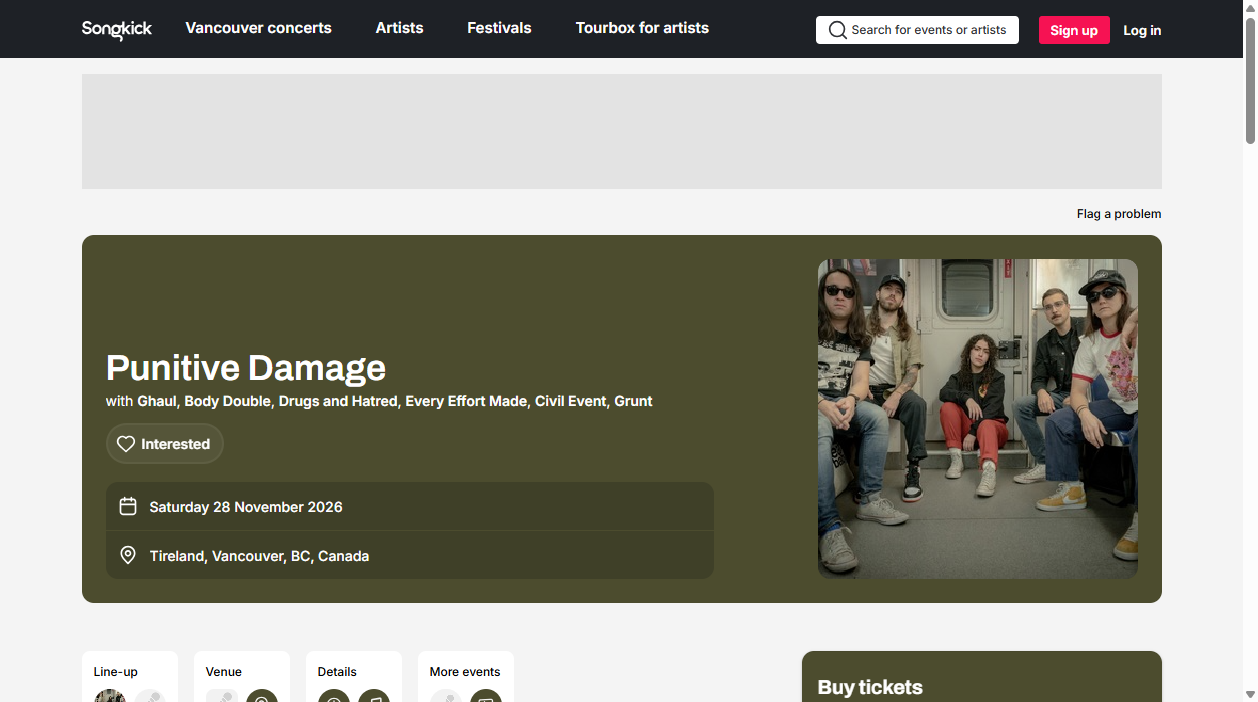 Songkick
Vancouver concerts
Artists
Festivals
Tourbox for artists
Search for events or artists
Sign up
Log in
Flag a problem
Punitive Damage
with Ghaul, Body Double, Drugs and Hatred, Every Effort Made, Civil Event, Grunt
Interested
Saturday 28 November 2026
Tireland, Vancouver, BC, Canada
Line-up
Venue
Details
More events
Buy tickets